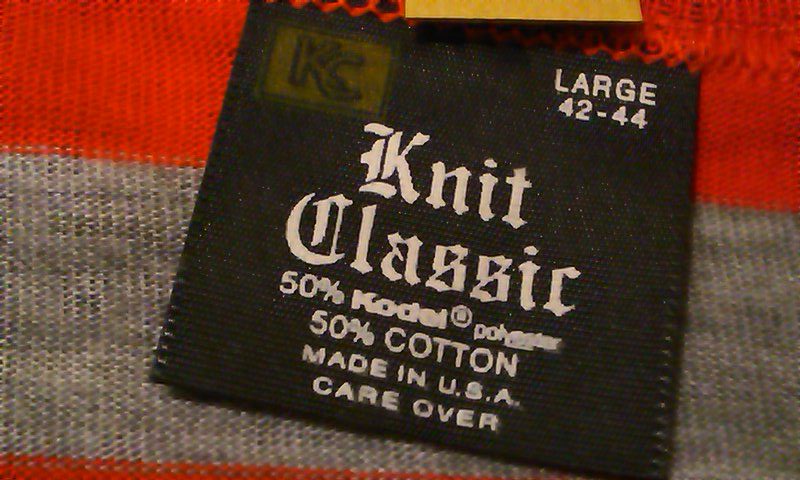 KC
LARGE
42-44
Knit
Classic
50% Kodel® polyester
50% COTTON
MADE IN U.S.A.
CARE OVER